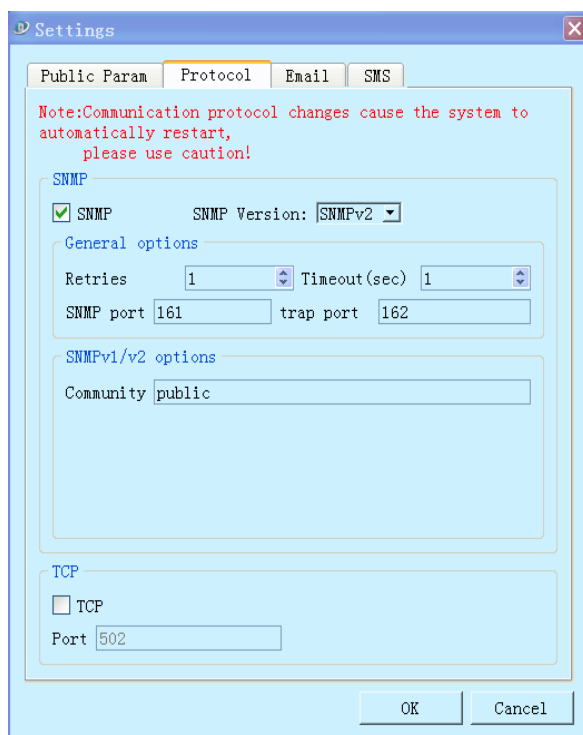 Settings
Public Param Protocol Email SMS
Note:Communication protocol changes cause the system to
automatically restart,
please use caution!
SNMP
SNMP SNMP Version: SNMPv2
General options
Retries 1 Timeout(sec) 1
SNMP port 161 trap port 162
SNMPv1/v2 options
Community public
TCP
TCP
Port 502
OK Cancel